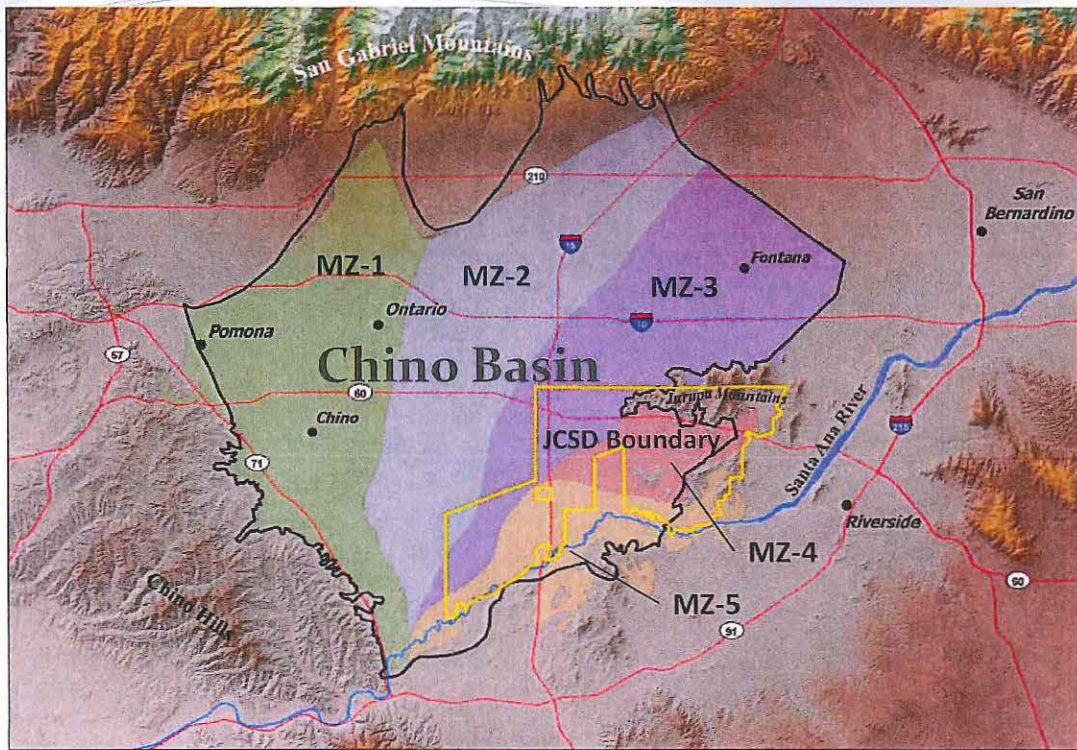 San Gabriel Mountains
210
San
Bernardino
15
MZ-1
MZ-2
Fontana
MZ-3
Ontario
10
Pomona
57
Chino Basin
60
Jurupa Mountains
Chino
JCSD Boundary
215
71
Santa Ana River
Riverside
MZ-4
Chino Hills
60
MZ-5
91